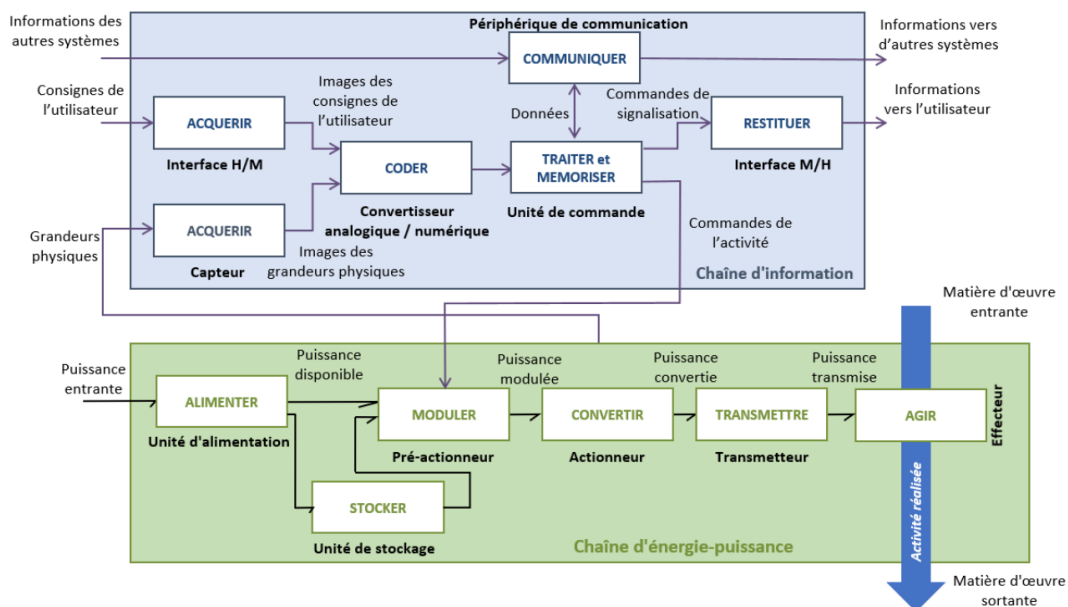 Informations des
autres systèmes
Périphérique de communication
COMMUNIQUER
Informations vers
d'autres systèmes
Consignes de
l'utilisateur
ACQUERIR
Interface H/M
Images des
consignes de
l'utilisateur
Données
Commandes de
signalisation
RESTITUER
Interface M/H
Informations
vers l'utilisateur
CODER
Convertisseur
analogique / numérique
TRAITER et
MEMORISER
Unité de commande
Grandeurs
physiques
ACQUERIR
Capteur
Images des
grandeurs physiques
Commandes de
l'activité
Chaîne d'information
Matière d'œuvre
entrante
Puissance
entrante
ALIMENTER
Unité d'alimentation
Puissance
disponible
MODULER
Pré-actionneur
Puissance
modulée
CONVERTIR
Actionneur
Puissance
convertie
TRANSMETTRE
Transmetteur
Puissance
transmise
AGIR
Effecteur
STOCKER
Unité de stockage
Chaîne d'énergie-puissance
Activité réalisée
Matière d'œuvre
sortante